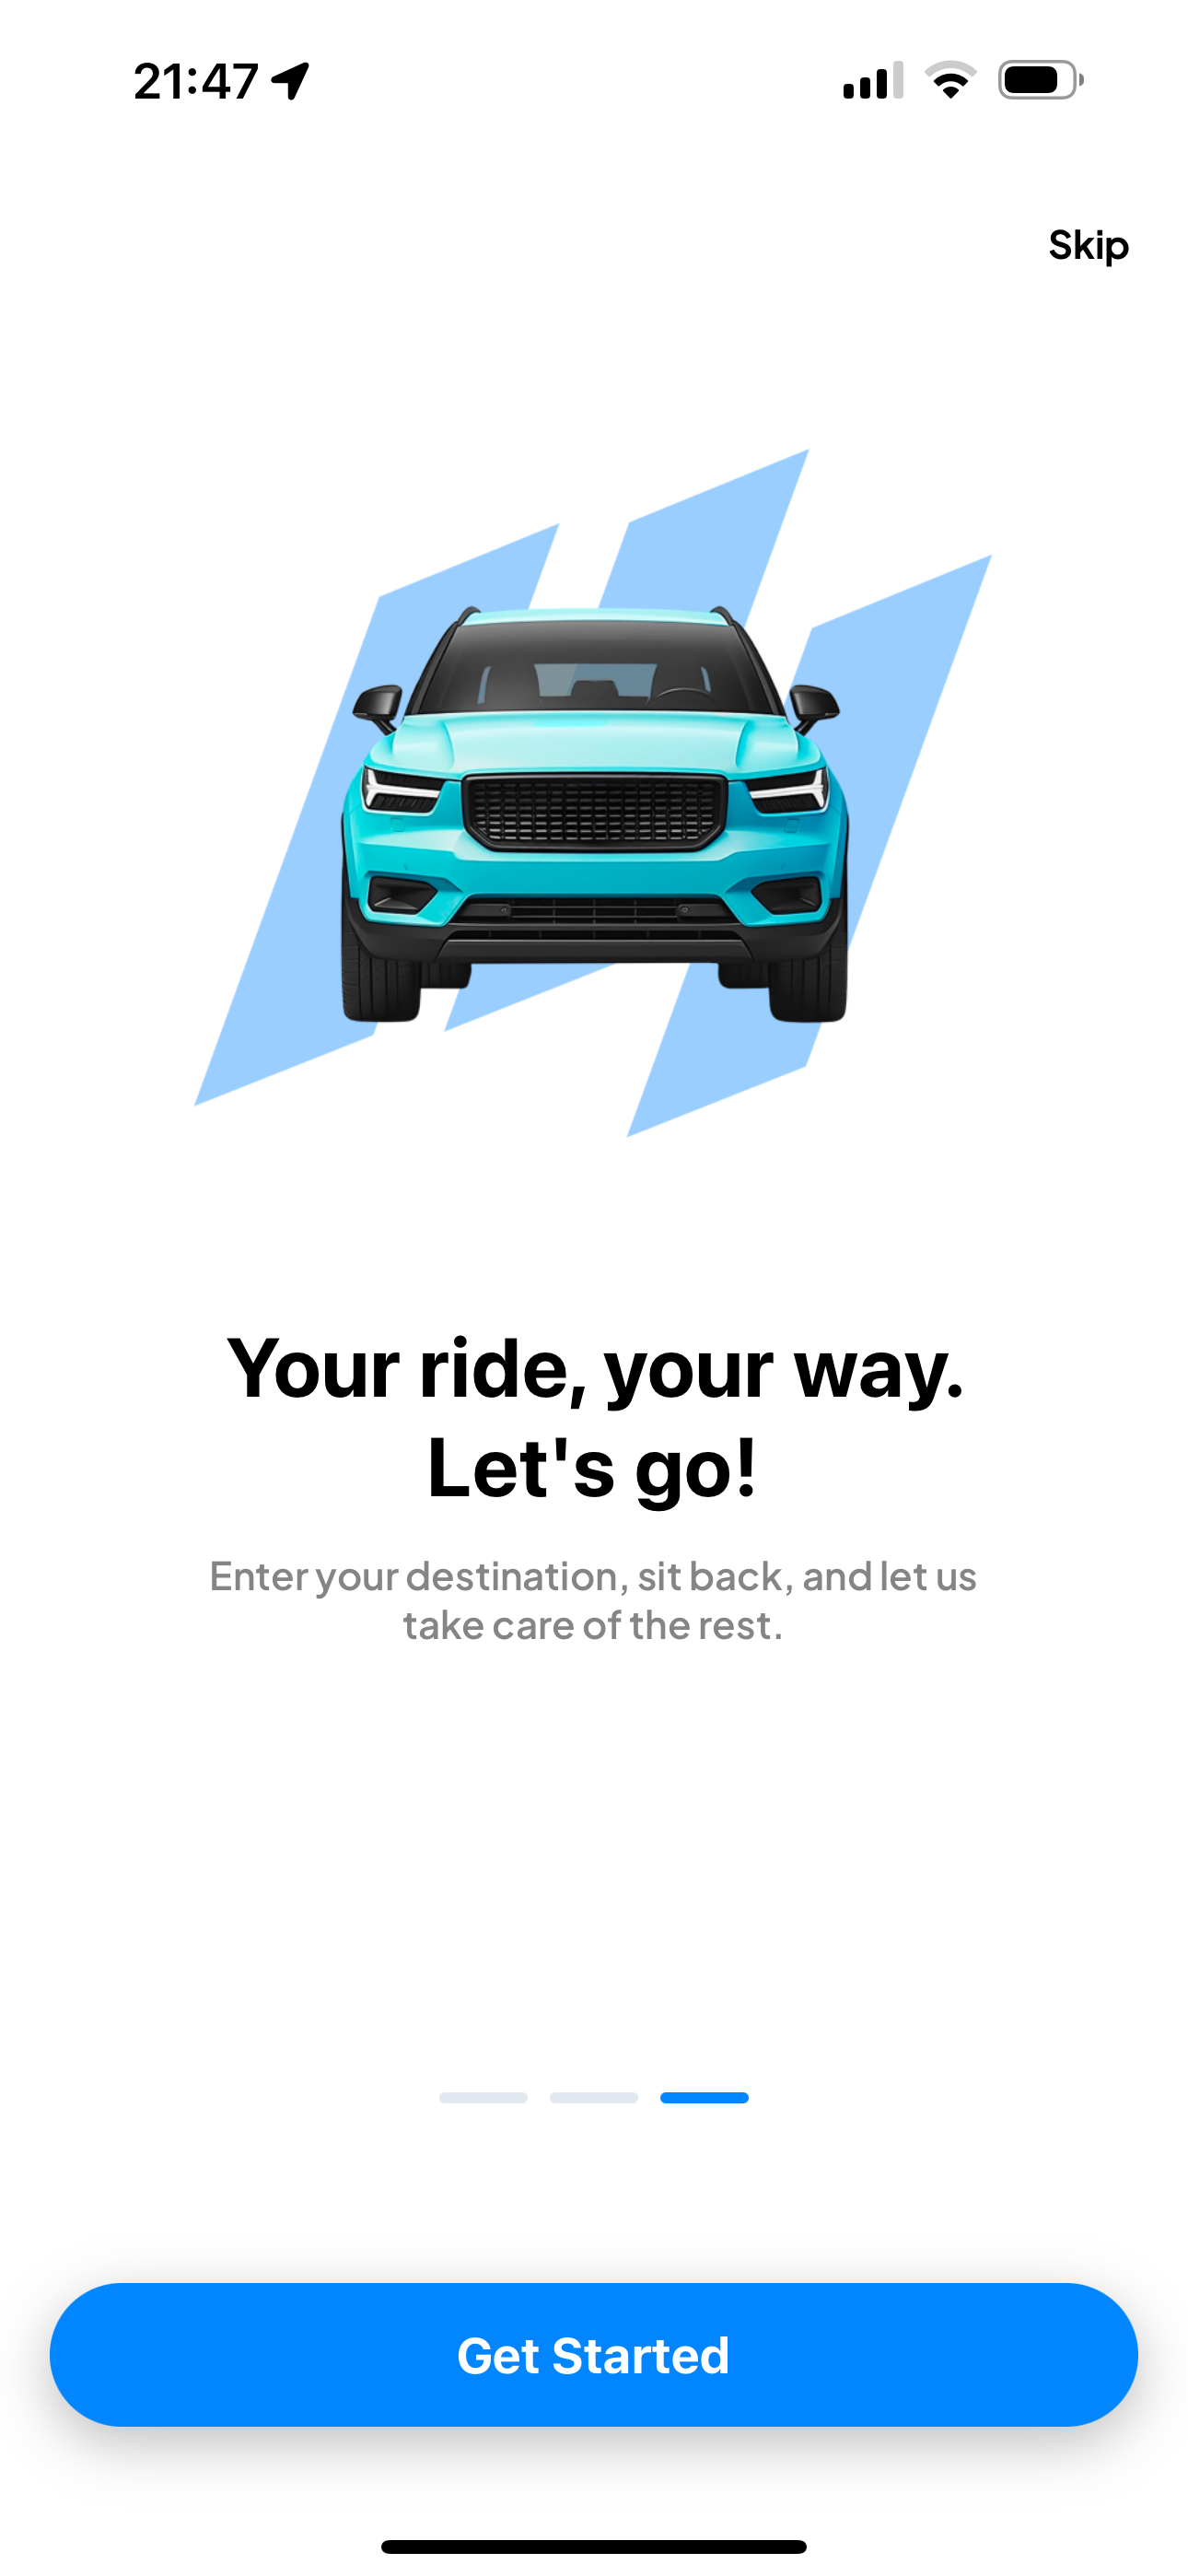 21:47
Skip
Your ride, your way.
Let's go!
Enter your destination, sit back, and let us
take care of the rest.
Get Started